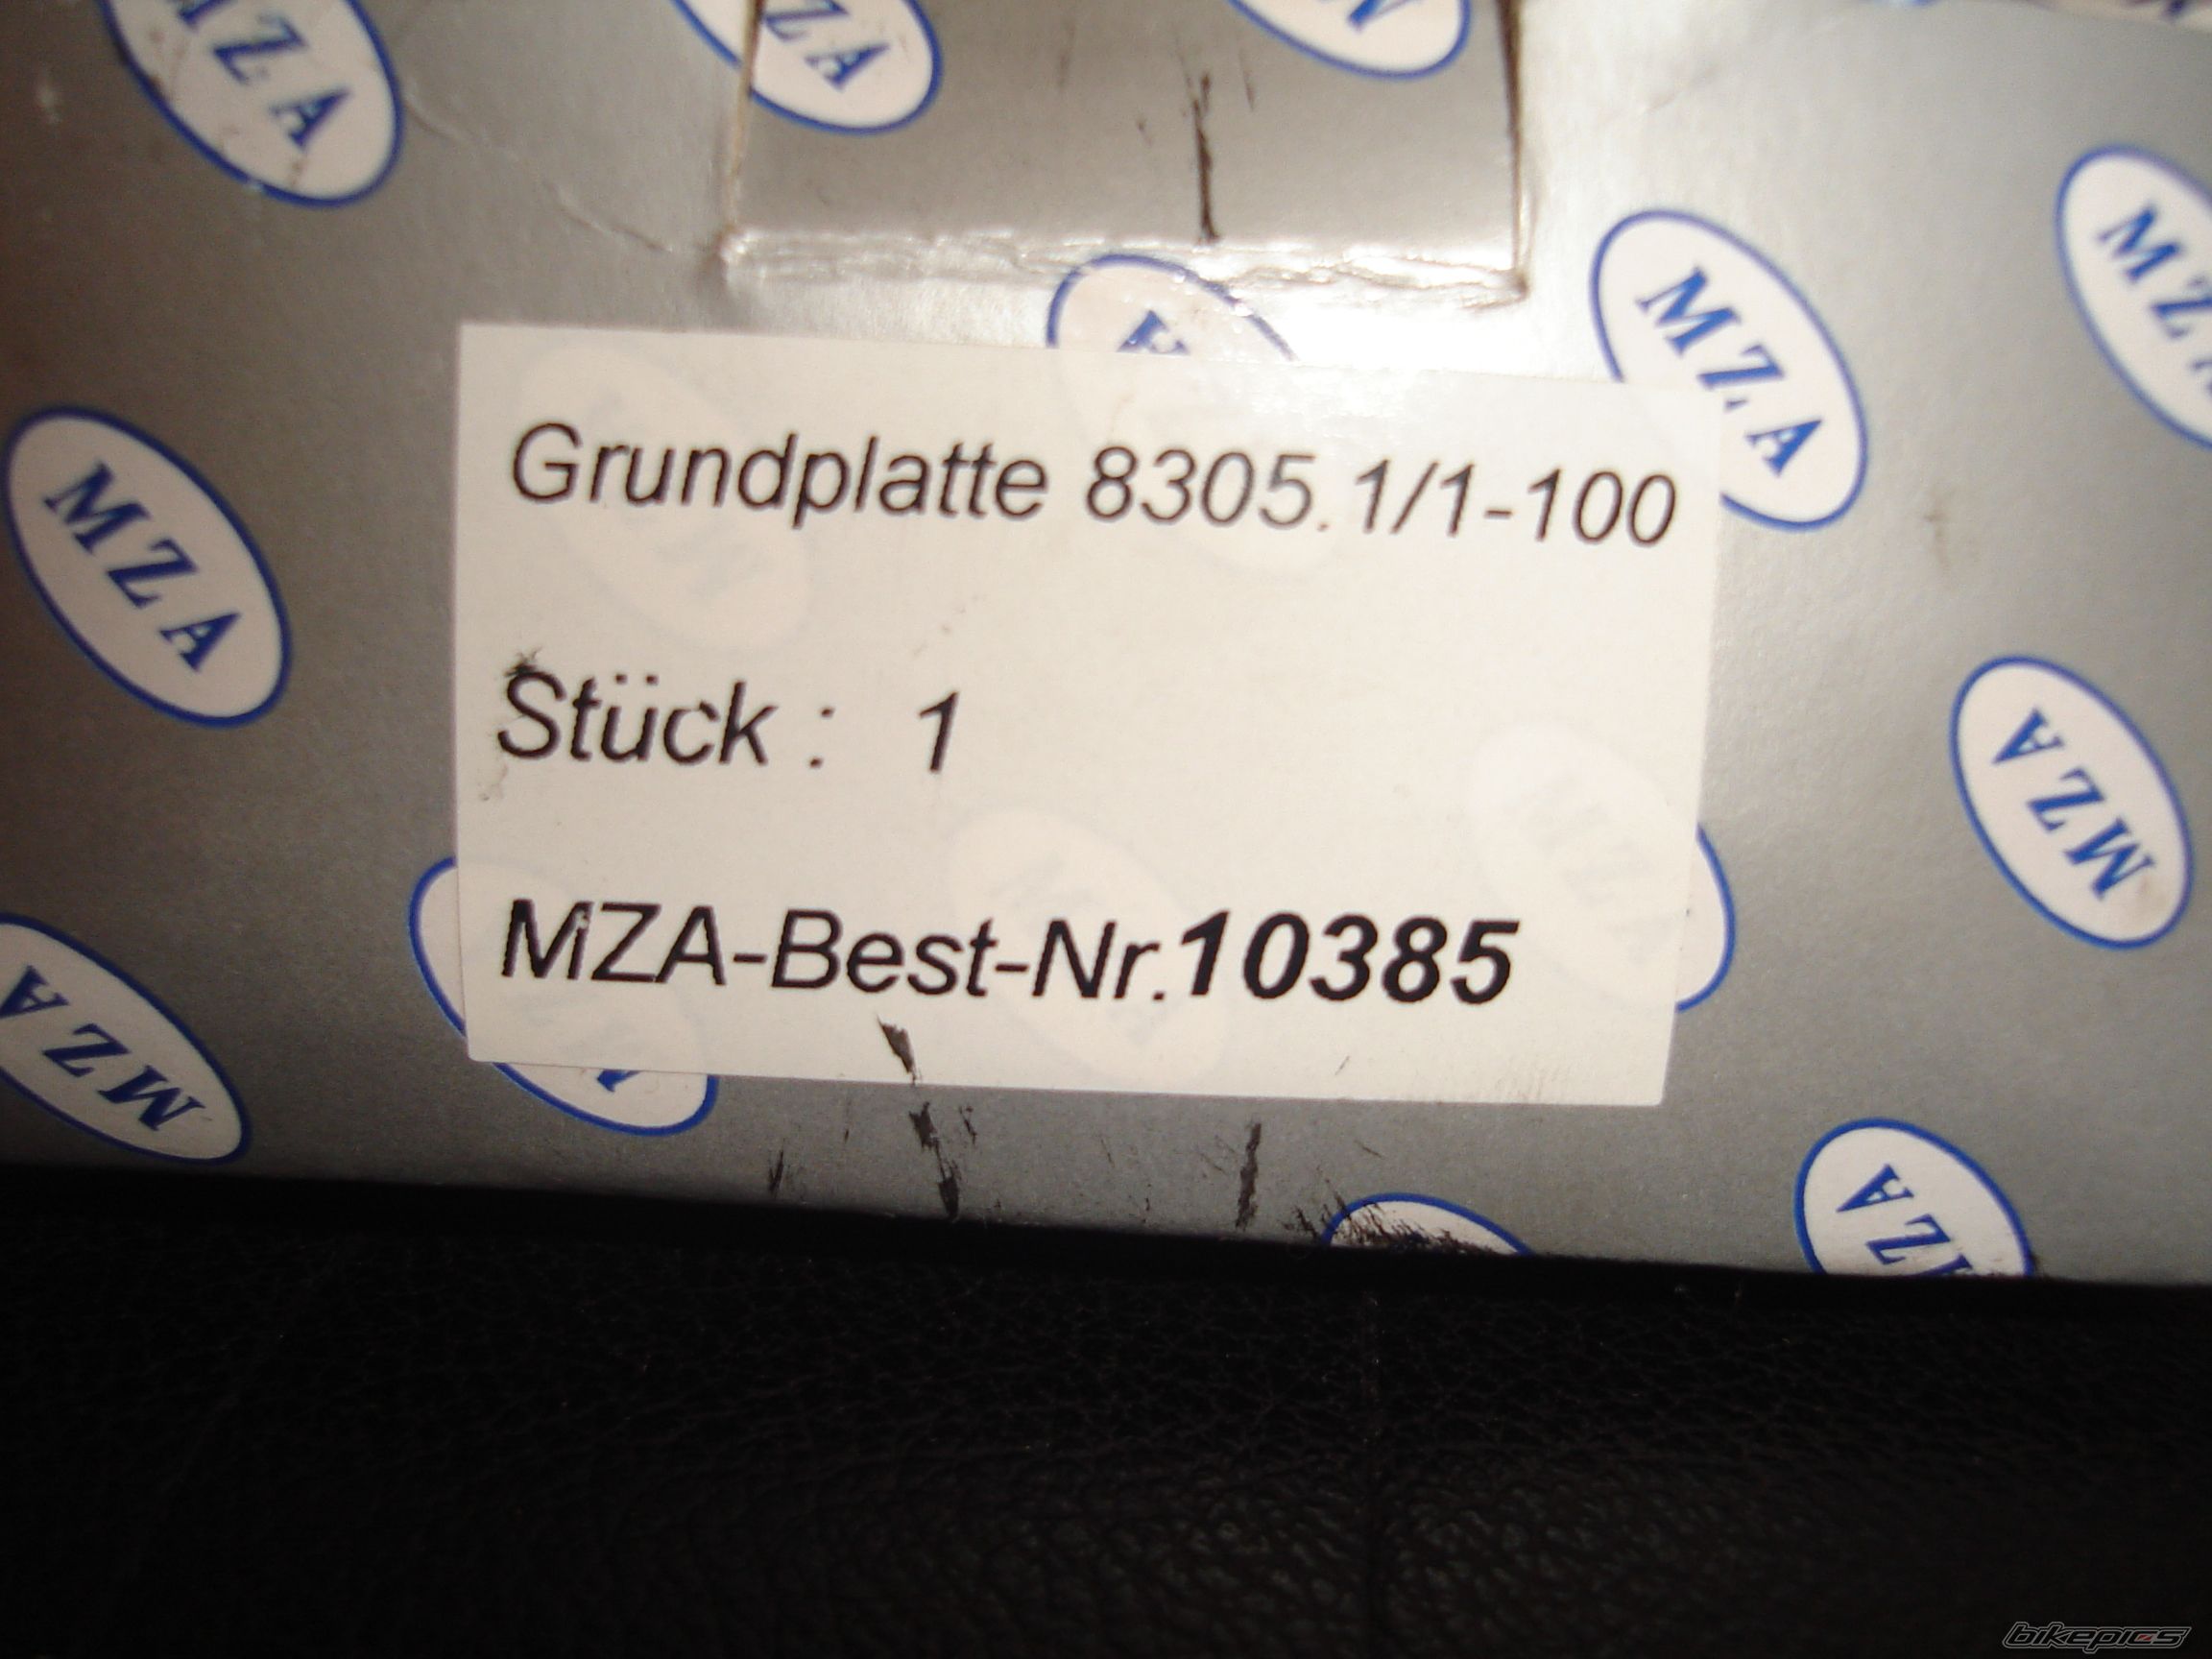 MZA
MZA
MZA
MZA
MZA
Grundplatte 8305.1/1-100
MZA
Stück : 1
MZA
MZA-Best-Nr.10385
MZA
bikepics